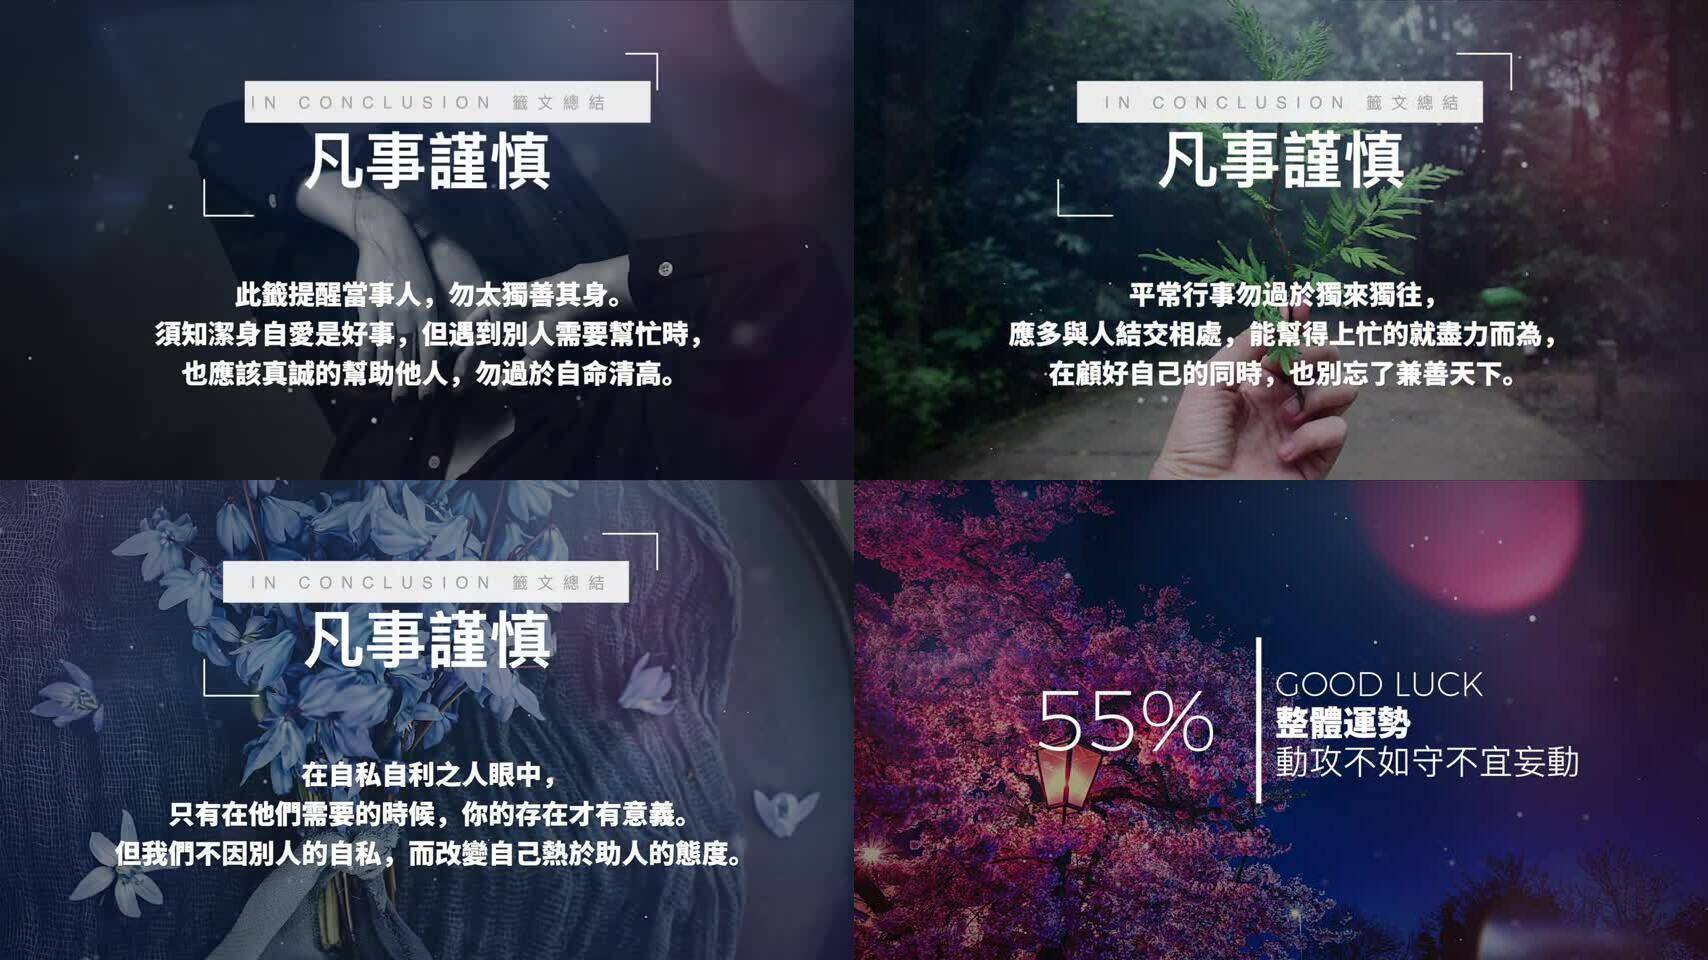 IN CONCLUSION 籤文總結
凡事謹慎
此籤提醒當事人，勿太獨善其身。
須知潔身自愛是好事，但遇到別人需要幫忙時，
也應該真誠的幫助他人，勿過於自命清高。
IN CONCLUSION 籤文總結
凡事謹慎
平常行事勿過於獨來獨往，
應多與人結交相處，能幫得上忙的就盡力而為，
在顧好自己的同時，也別忘了兼善天下。
IN CONCLUSION 籤文總結
凡事謹慎
在自私自利之人眼中，
只有在他們需要的時候，你的存在才有意義。
但我們不因別人的自私，而改變自己熱於助人的態度。
55%
GOOD LUCK
整體運勢
動攻不如守不宜妄動